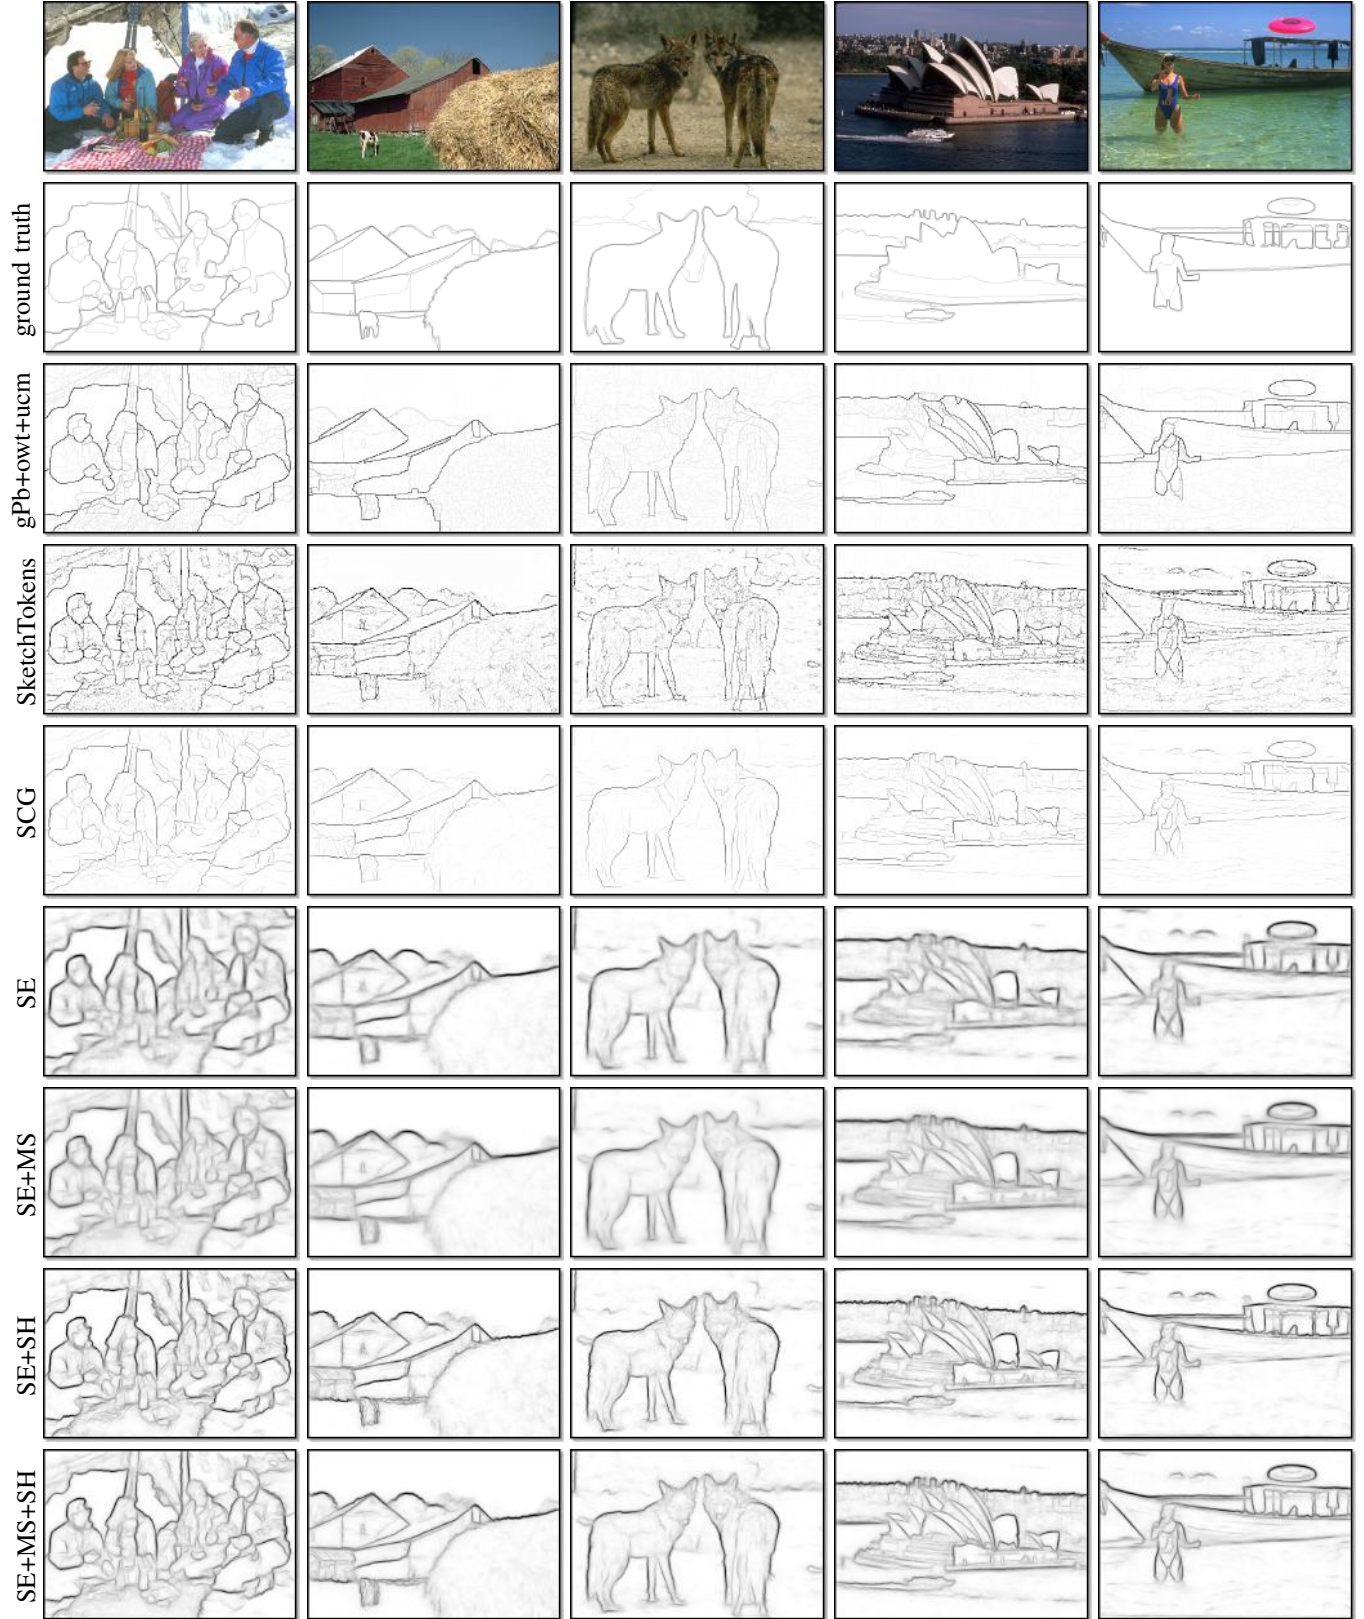 ground truth
gPb+owt+ucm
SketchTokens
SCG
SE
SE+MS
SE+SH
SE+MS+SH